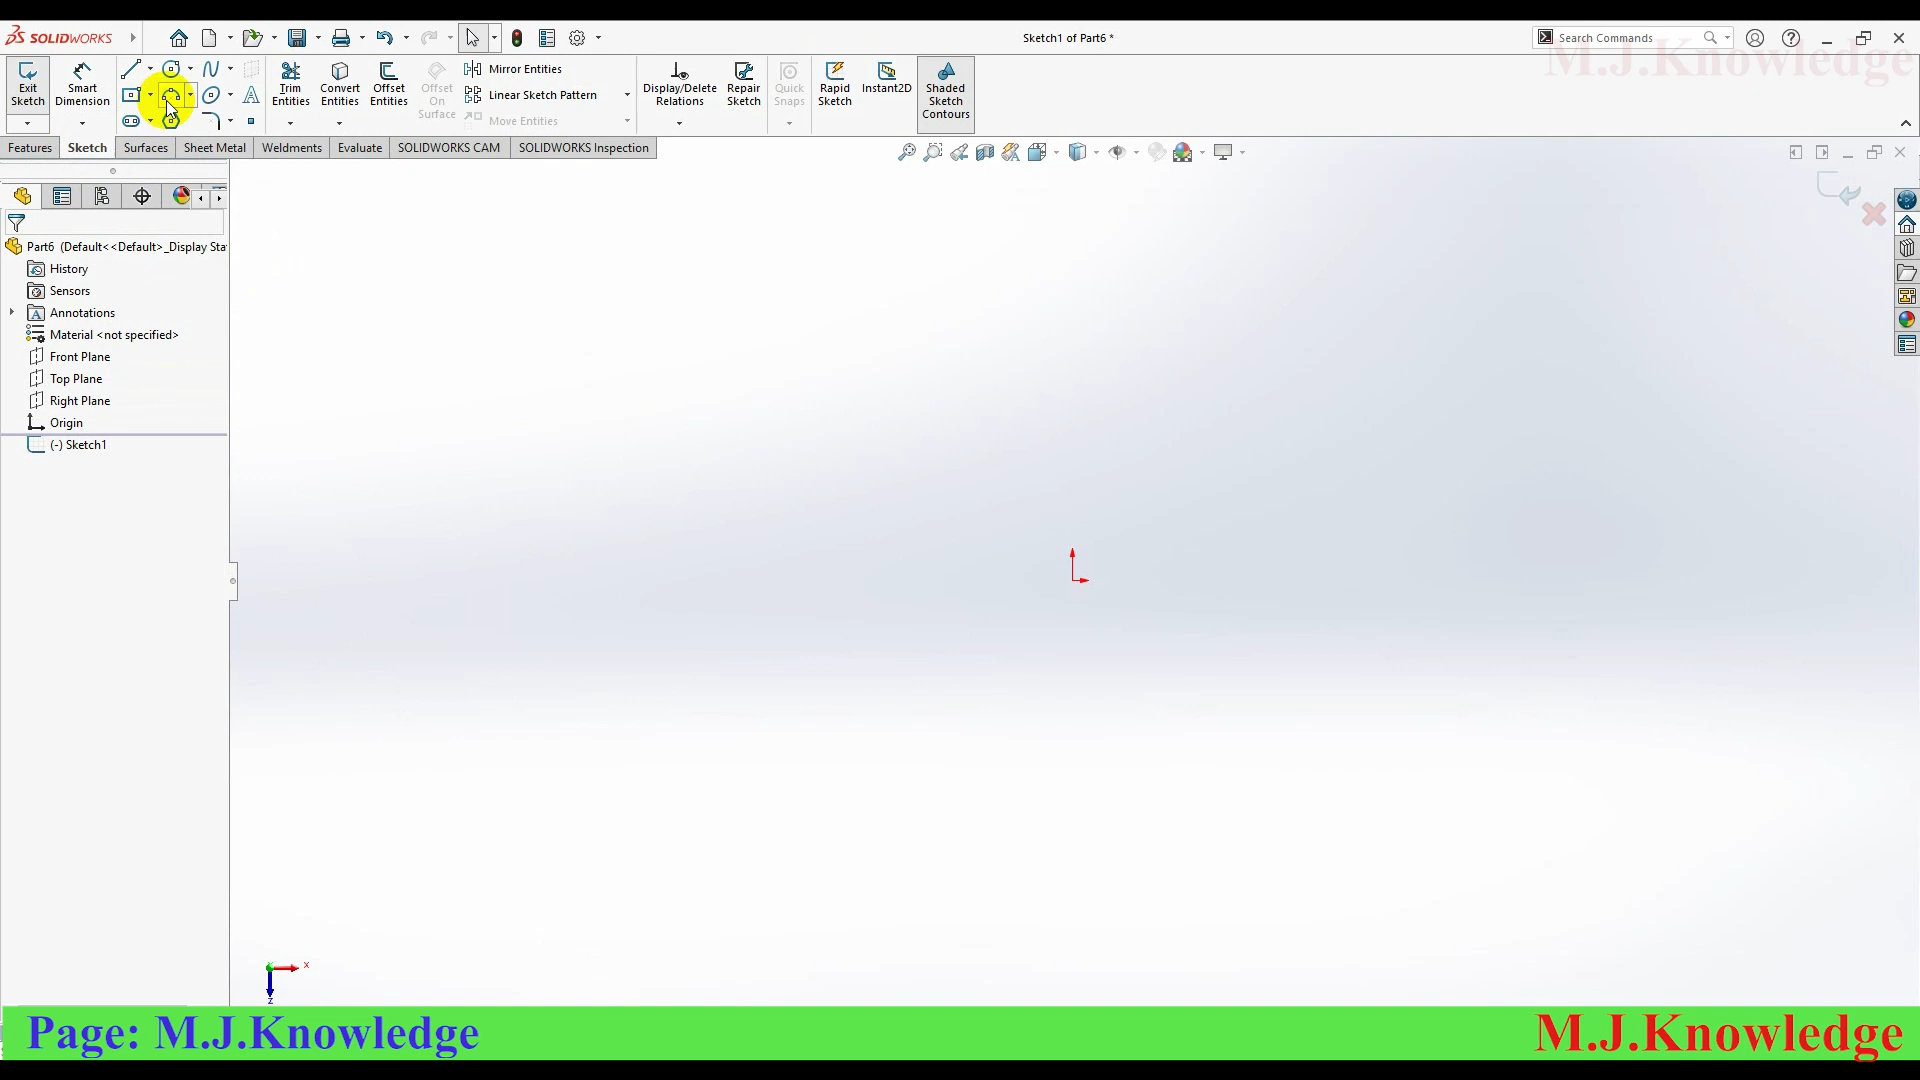 SOLIDWORKS
Sketch1 of Part6 *
Search Commands
M.J.Knowledge
Exit Sketch
Smart Dimension
Trim Entities
Convert Entities
Offset Entities
Offset On Surface
Mirror Entities
Linear Sketch Pattern
Move Entities
Display/Delete Relations
Repair Sketch
Quick Snaps
Rapid Sketch
Instant2D
Shaded Sketch Contours
Features
Sketch
Surfaces
Sheet Metal
Weldments
Evaluate
SOLIDWORKS CAM
SOLIDWORKS Inspection
Part6 (Default<<Default>_Display Sta
History
Sensors
Annotations
Material <not specified>
Front Plane
Top Plane
Right Plane
Origin
(-) Sketch1
X
Z
Page: M.J.Knowledge
M.J.Knowledge